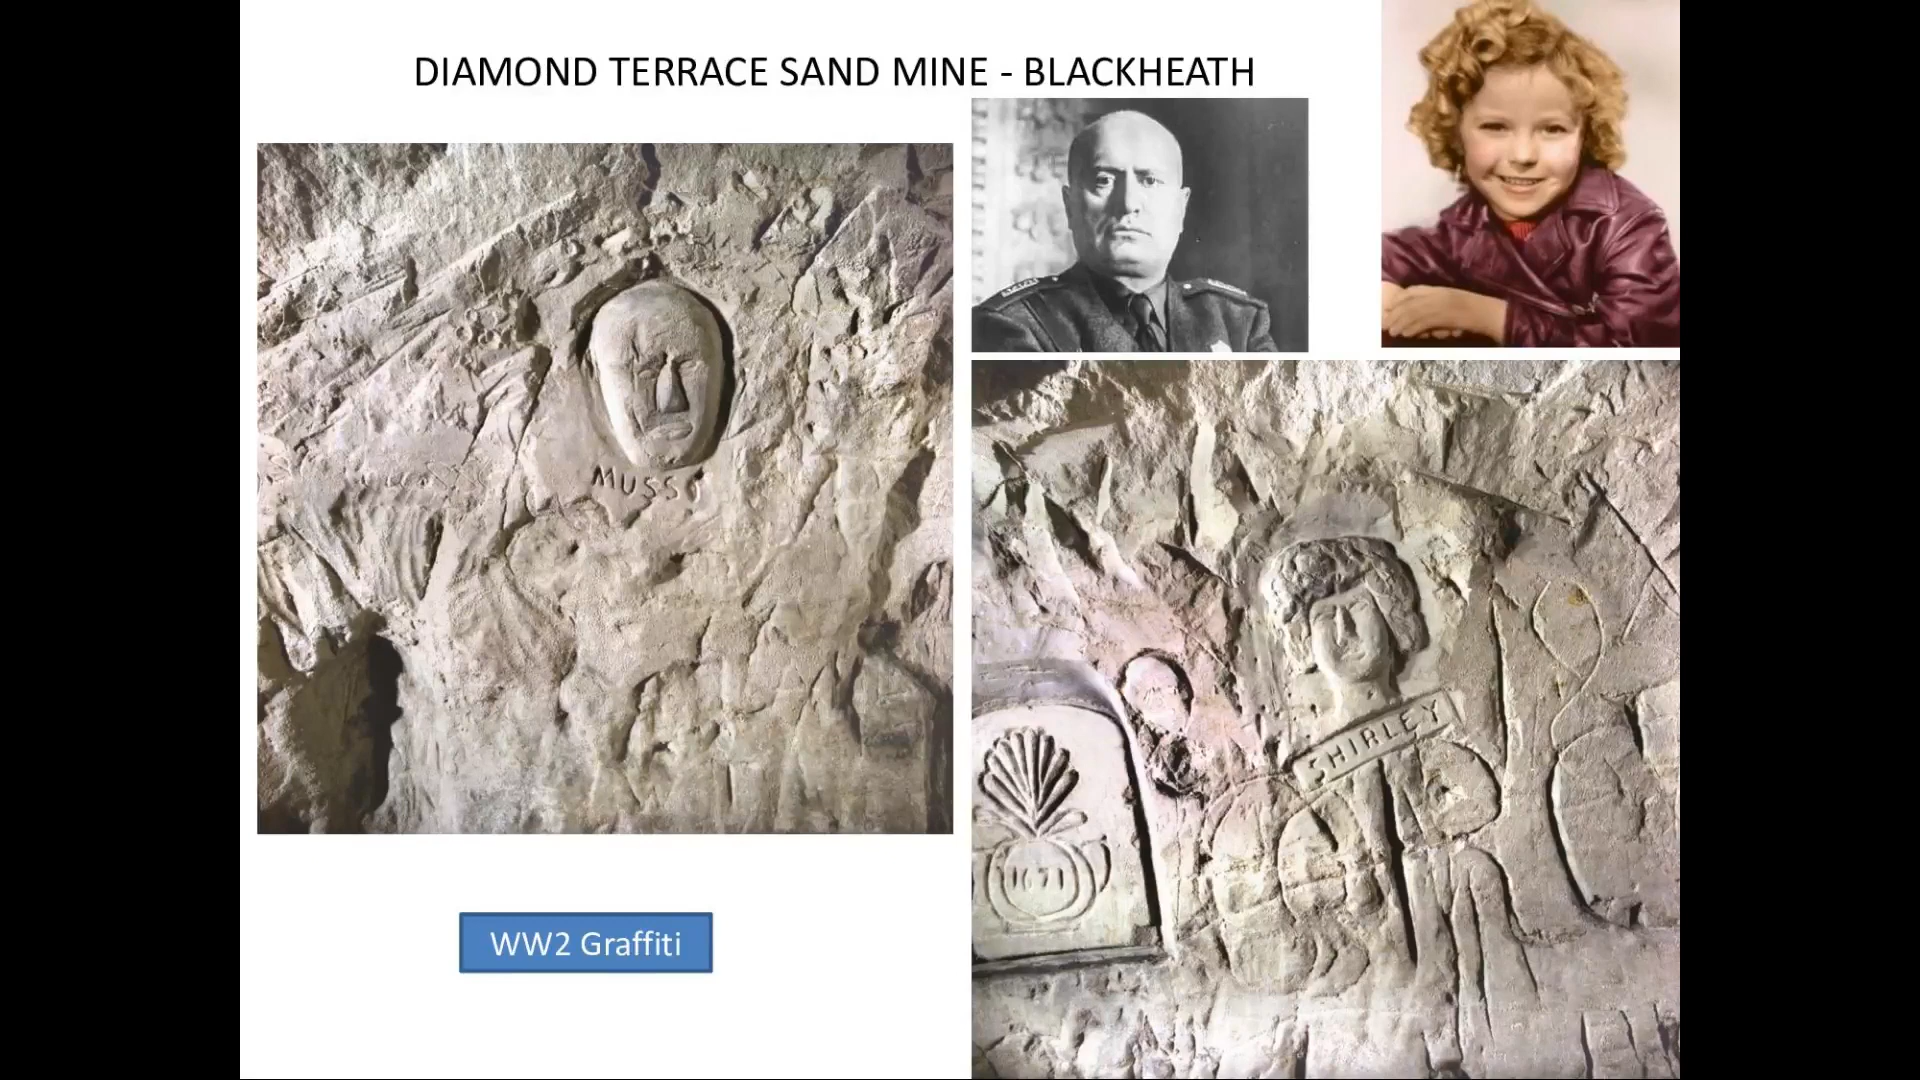 DIAMOND TERRACE SAND MINE - BLACKHEATH
MUSSO
SHIRLEY
1671
WW2 Graffiti